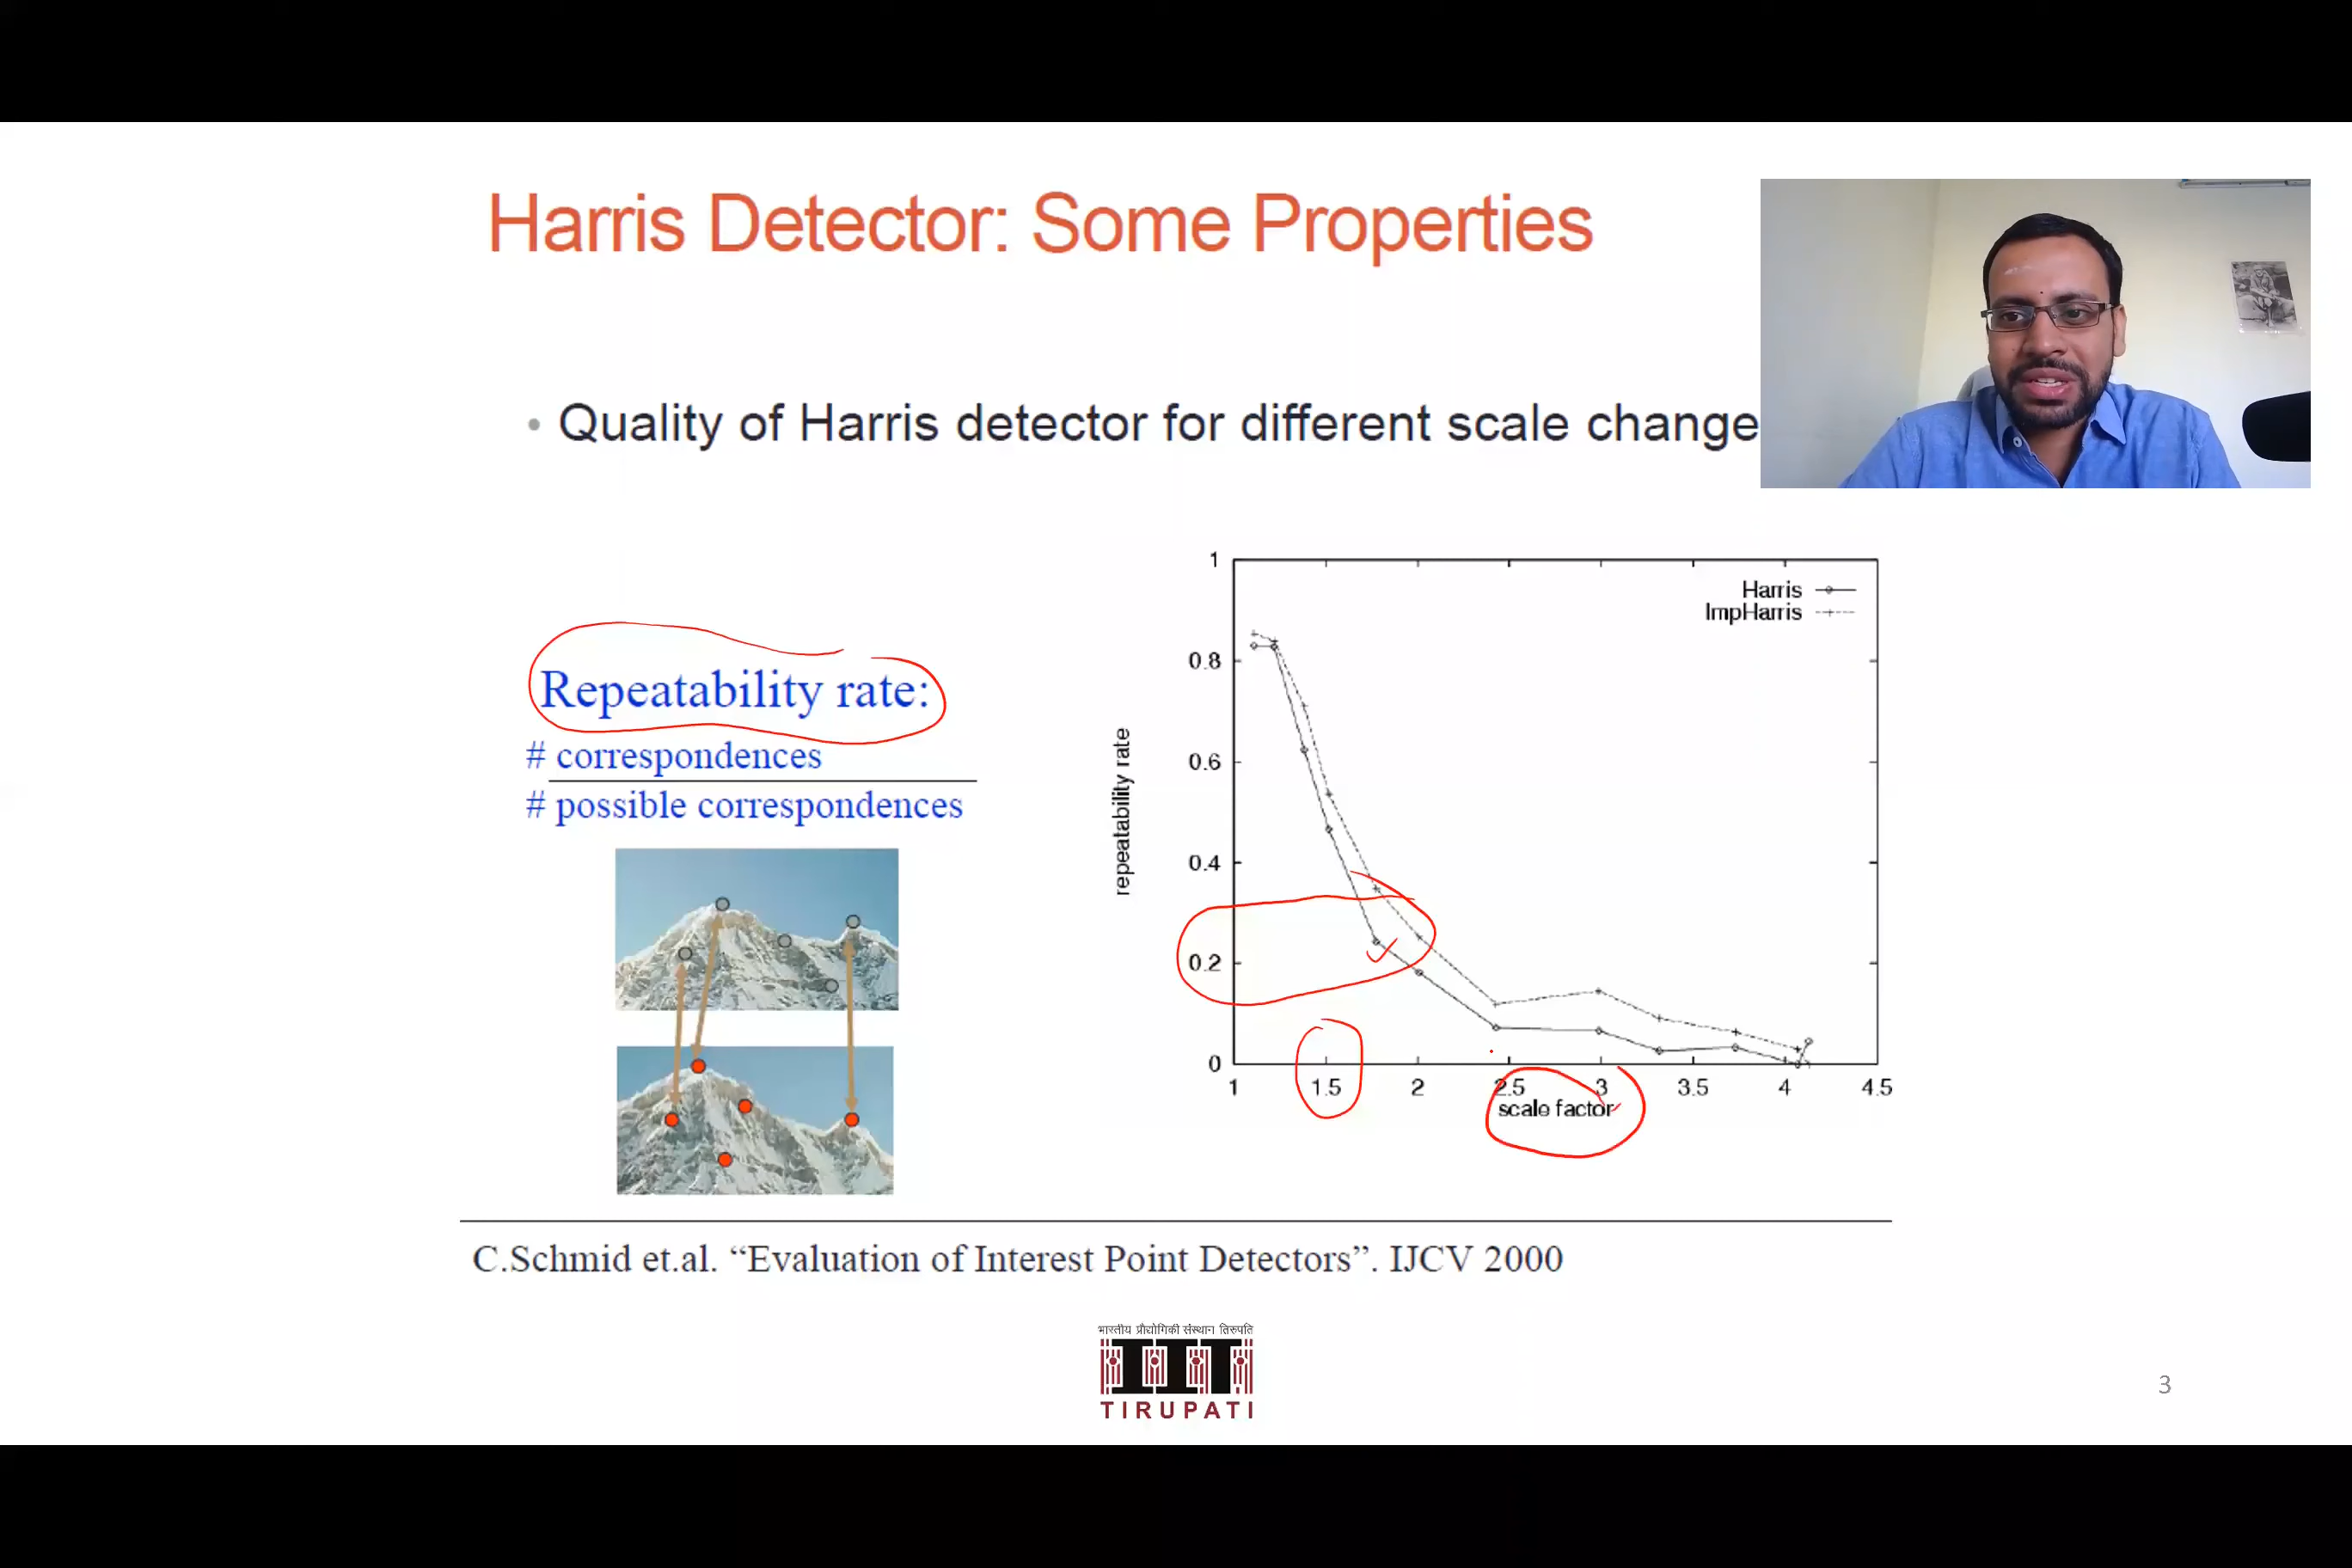 Harris Detector: Some Properties
• Quality of Harris detector for different scale change
Repeatability rate:
# correspondences
# possible correspondences
1
0.8
0.6
0.4
0.2
0
repeatability rate
Harris
ImpHarris
1 1.5 2 2.5 3 3.5 4 4.5
scale factor
C.Schmid et.al. “Evaluation of Interest Point Detectors”. IJCV 2000
भारतीय प्रौद्योगिकी संस्थान तिरुपति
IIT
TIRUPATI
3